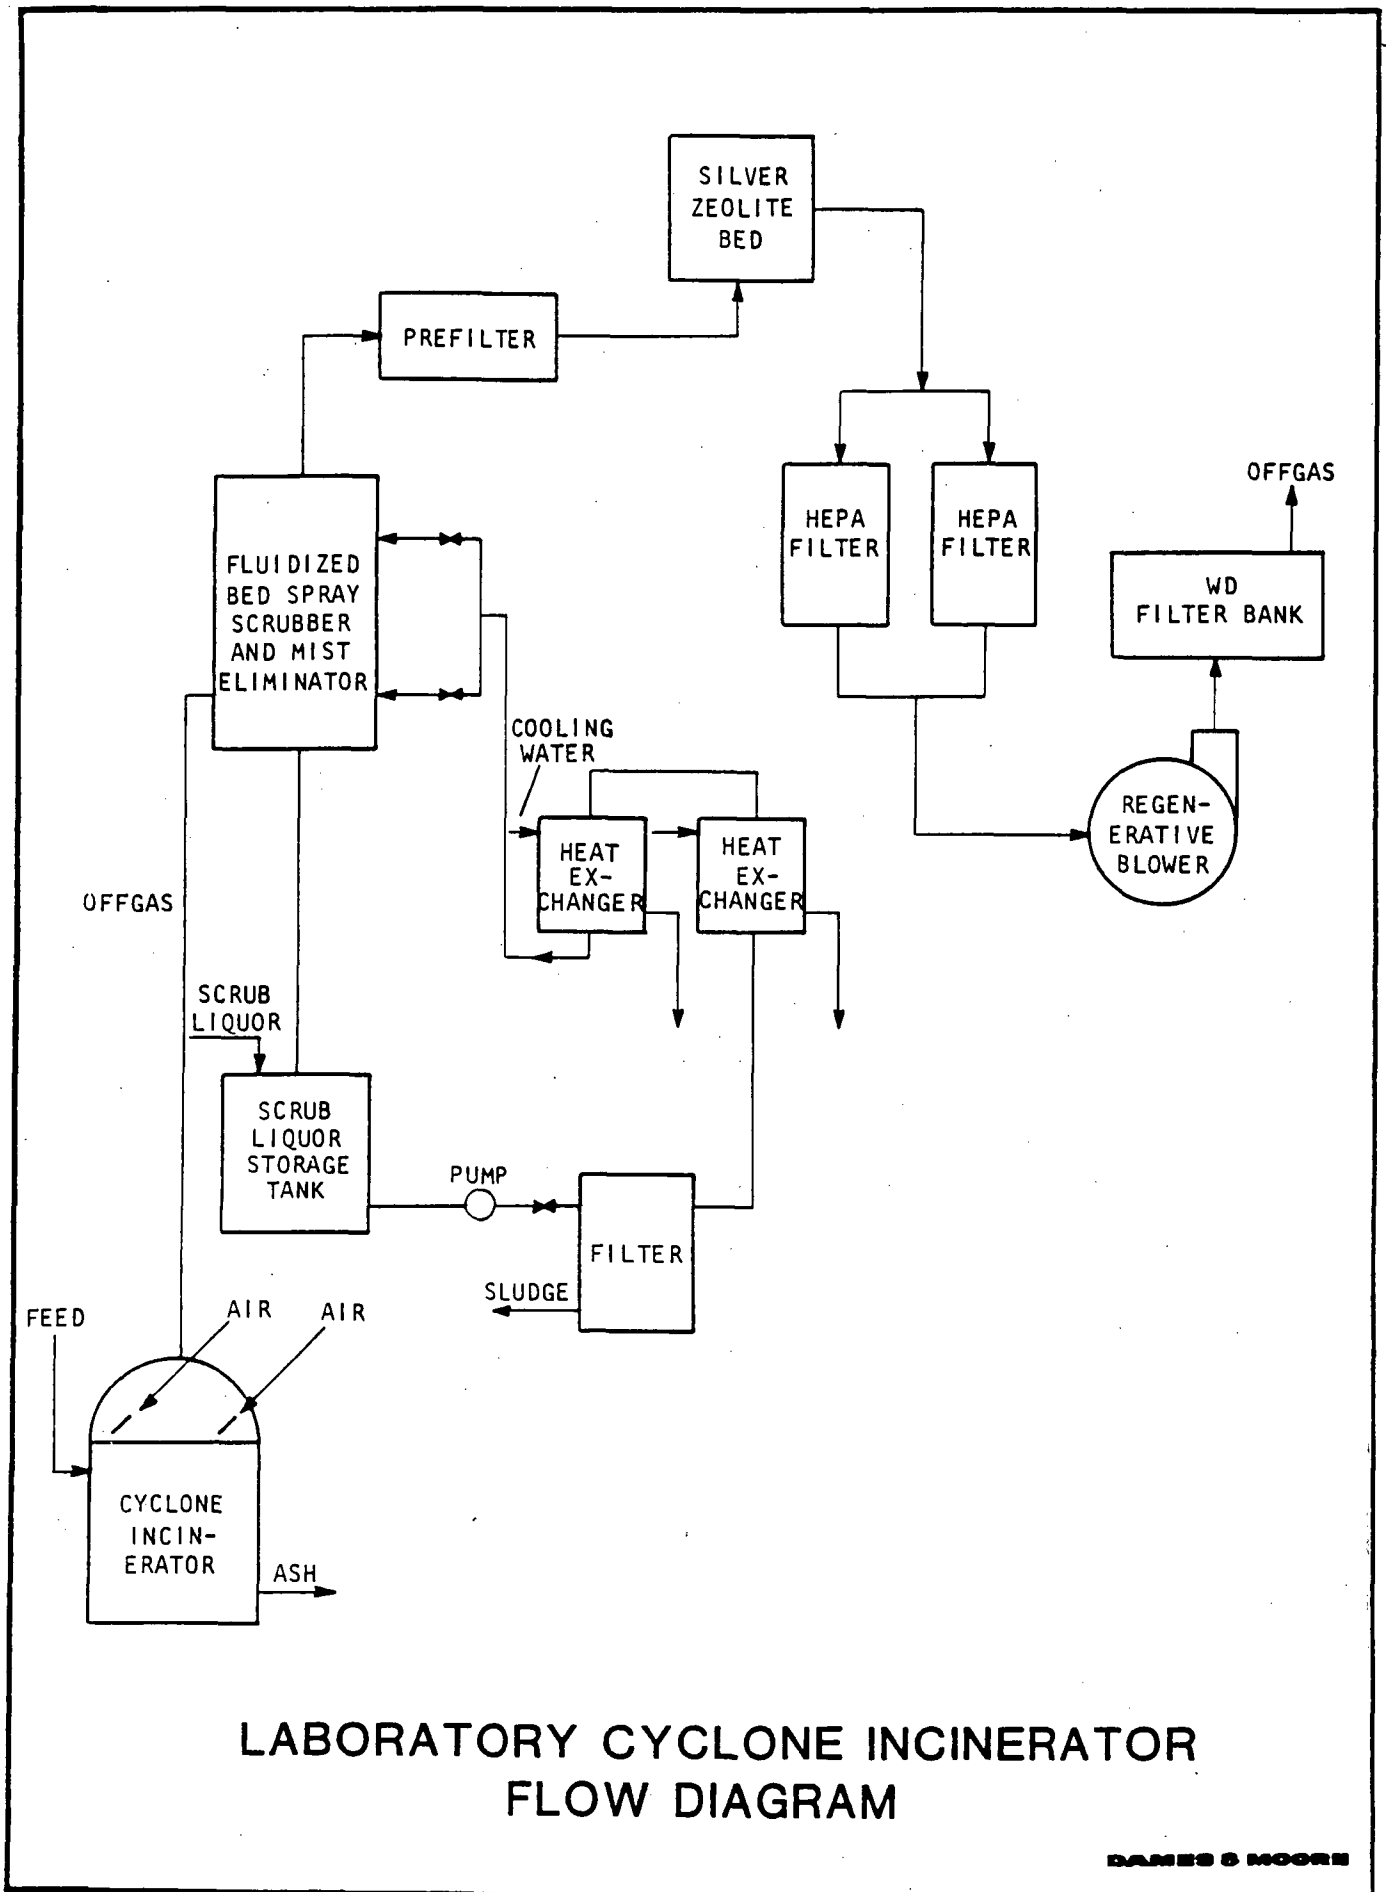 SILVER
ZEOLITE
BED
PREFILTER
OFFGAS
HEPA
FILTER
HEPA
FILTER
WD
FILTER BANK
FLUIDIZED
BED SPRAY
SCRUBBER
AND MIST
ELIMINATOR
COOLING
WATER
HEAT
EX-
CHANGER
HEAT
EX-
CHANGER
REGEN-
ERATIVE
BLOWER
OFFGAS
SCRUB
LIQUOR
SCRUB
LIQUOR
STORAGE
TANK
PUMP
FILTER
SLUDGE
FEED
AIR
AIR
CYCLONE
INCIN-
ERATOR
ASH
LABORATORY CYCLONE INCINERATOR
FLOW DIAGRAM
DAMES & MOORE